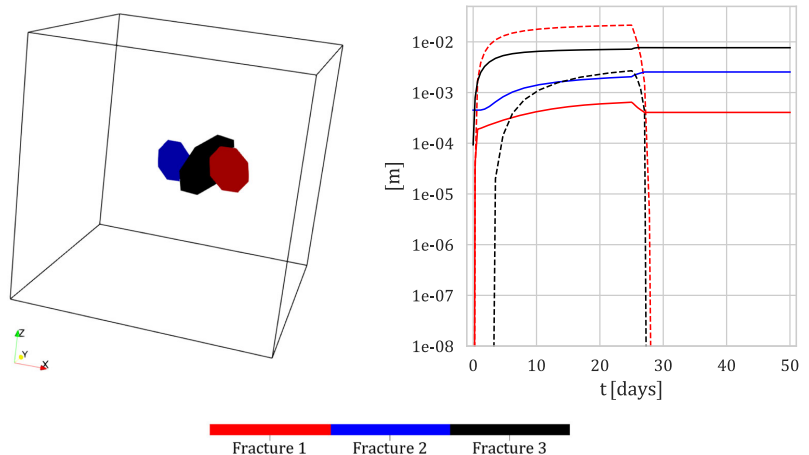 Z
Y
X
[m]
1e-02
1e-03
1e-04
1e-05
1e-06
1e-07
1e-08
0 10 20 30 40 50
t [days]
Fracture 1 Fracture 2 Fracture 3